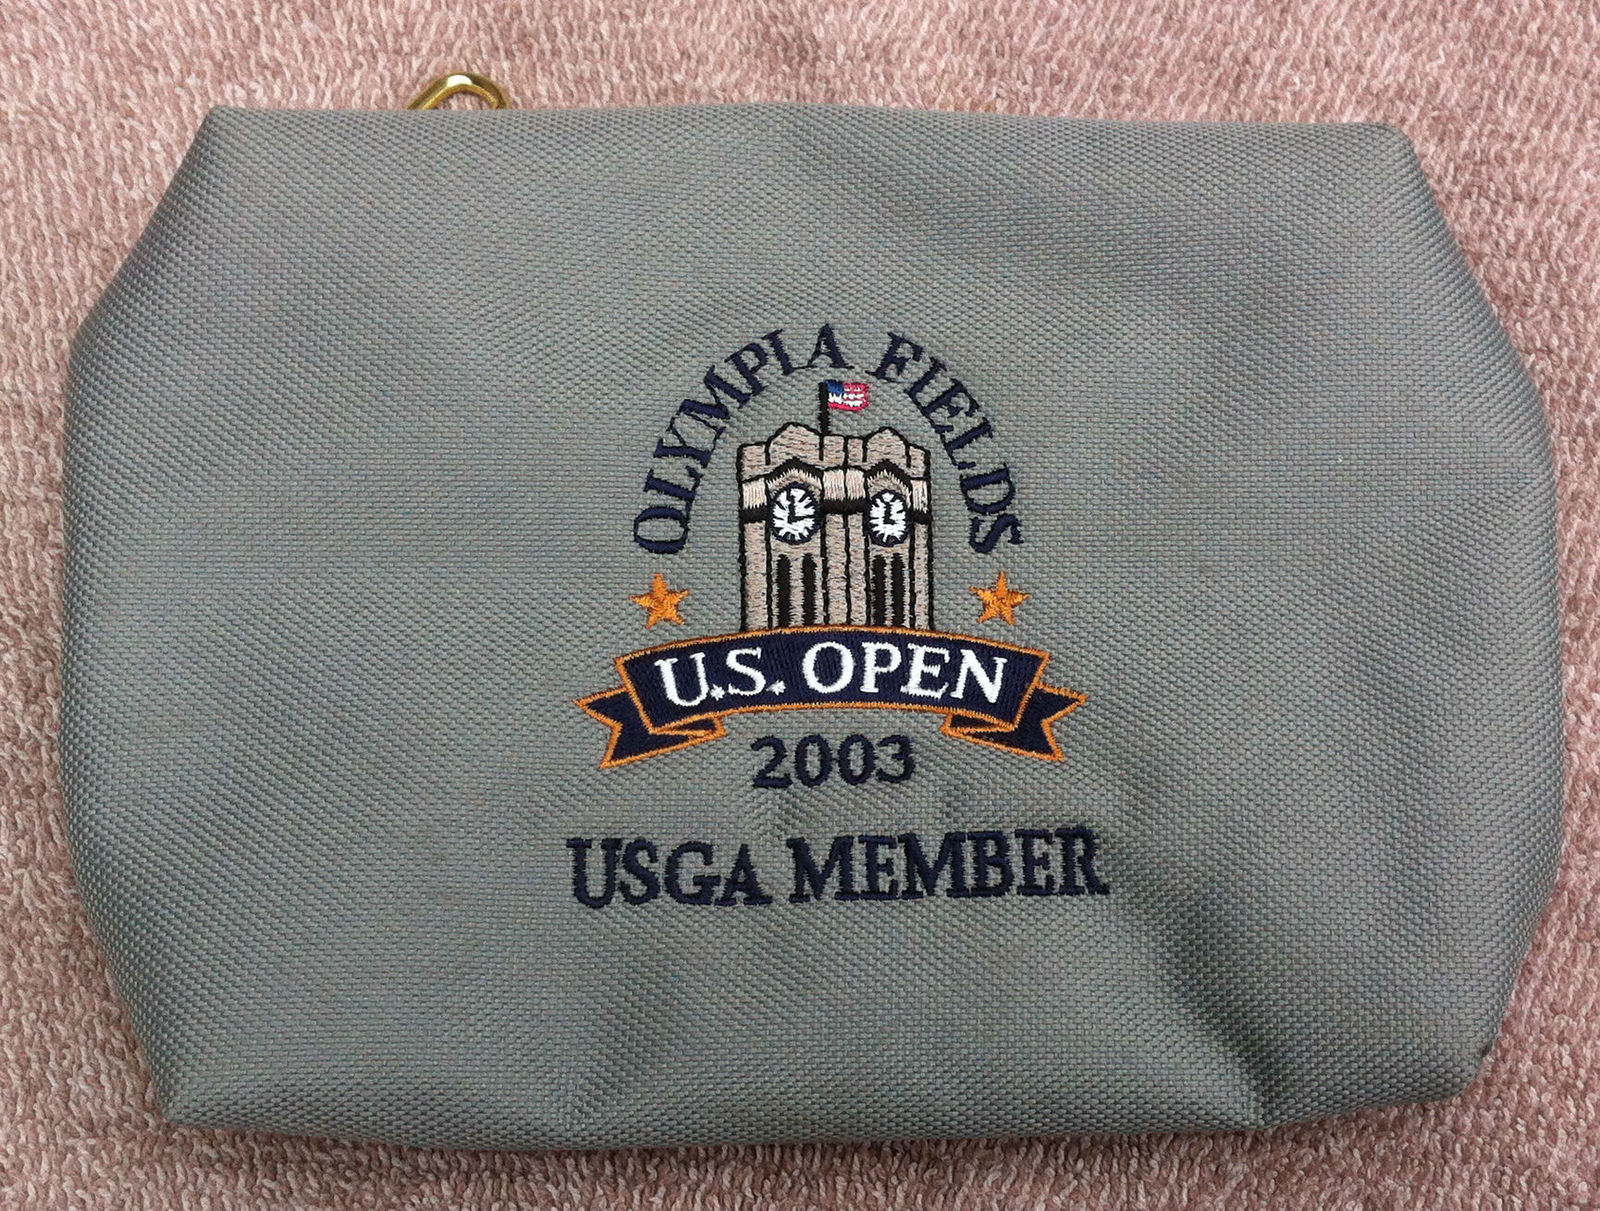 OLYMPIA FIELDS
U.S. OPEN
2003
USGA MEMBER